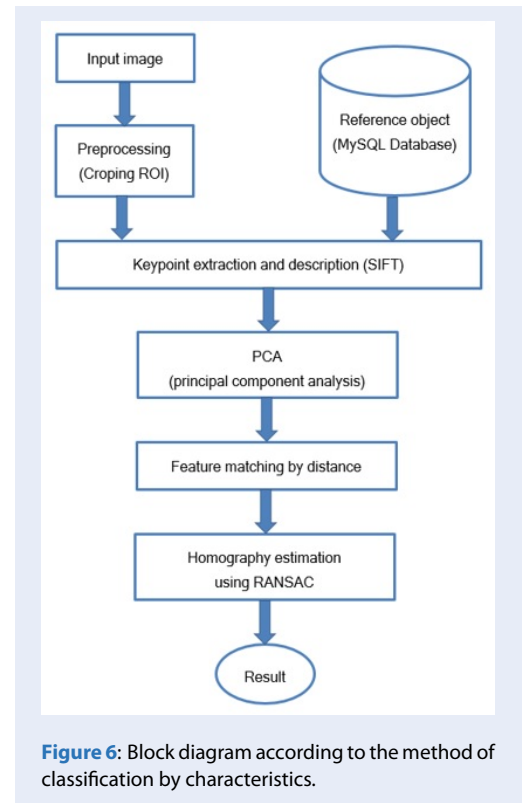 Input image
Reference object
(MySQL Database)
Preprocessing
(Croping ROI)
Keypoint extraction and description (SIFT)
PCA
(principal component analysis)
Feature matching by distance
Homography estimation
using RANSAC
Result
Figure 6: Block diagram according to the method of
classification by characteristics.